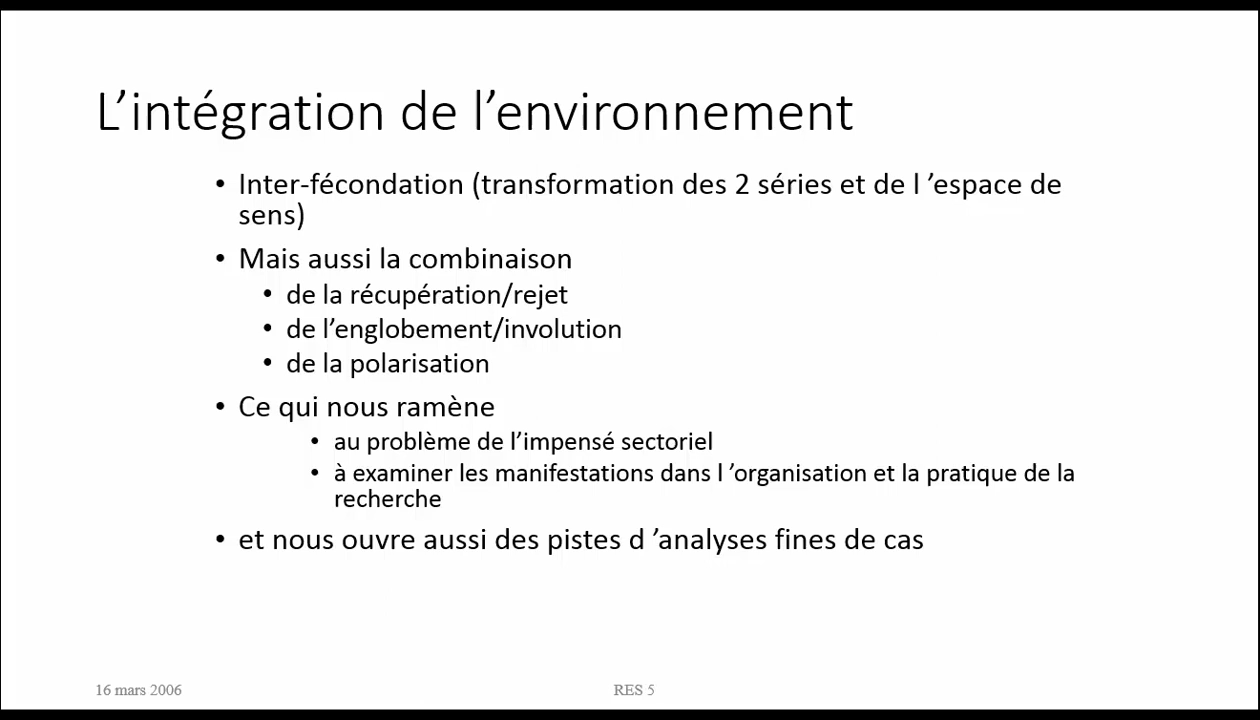 L’intégration de l’environnement
• Inter-fécondation (transformation des 2 séries et de l ’espace de
sens)
• Mais aussi la combinaison
• de la récupération/rejet
• de l’englobement/involution
• de la polarisation
• Ce qui nous ramène
• au problème de l’impensé sectoriel
• à examiner les manifestations dans l ’organisation et la pratique de la
recherche
• et nous ouvre aussi des pistes d ’analyses fines de cas
16 mars 2006
RES 5